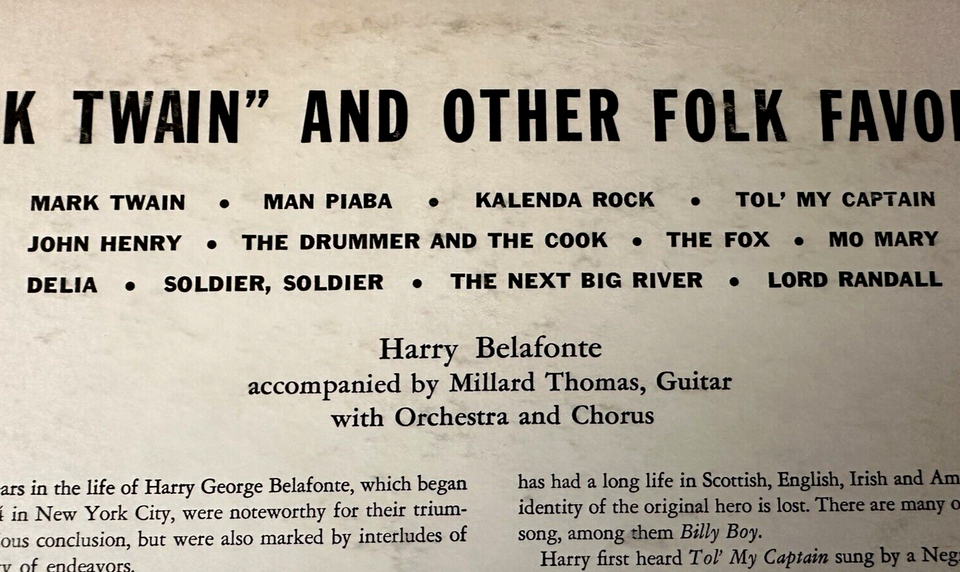 K TWAIN” AND OTHER FOLK FAVO
MARK TWAIN • MAN PIABA • KALENDA ROCK • TOL’ MY CAPTAIN
JOHN HENRY • THE DRUMMER AND THE COOK • THE FOX • MO MARY
DELIA • SOLDIER, SOLDIER • THE NEXT BIG RIVER • LORD RANDALL
Harry Belafonte
accompanied by Millard Thomas, Guitar
with Orchestra and Chorus
ars in the life of Harry George Belafonte, which began
in New York City, were noteworthy for their trium-
ous conclusion, but were also marked by interludes of
y of endeavors.
has had a long life in Scottish, English, Irish and Am
identity of the original hero is lost. There are many o
song, among them Billy Boy.
Harry first heard Tol’ My Captain sung by a Neg